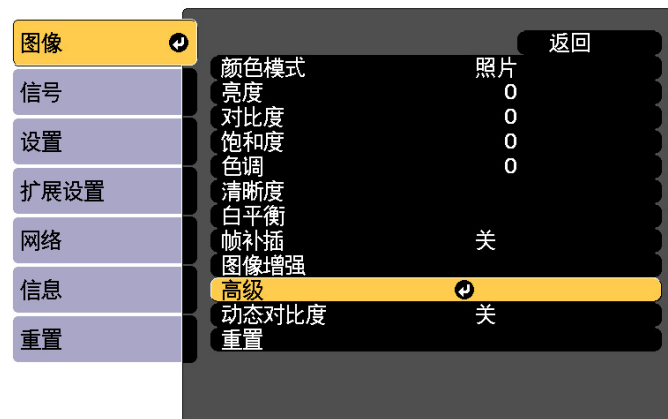 图像
信号
设置
扩展设置
网络
信息
重置
返回
颜色模式 照片
亮度 0
对比度 0
饱和度 0
色调 0
清晰度
白平衡
帧补插 关
图像增强
高级
动态对比度 关
重置